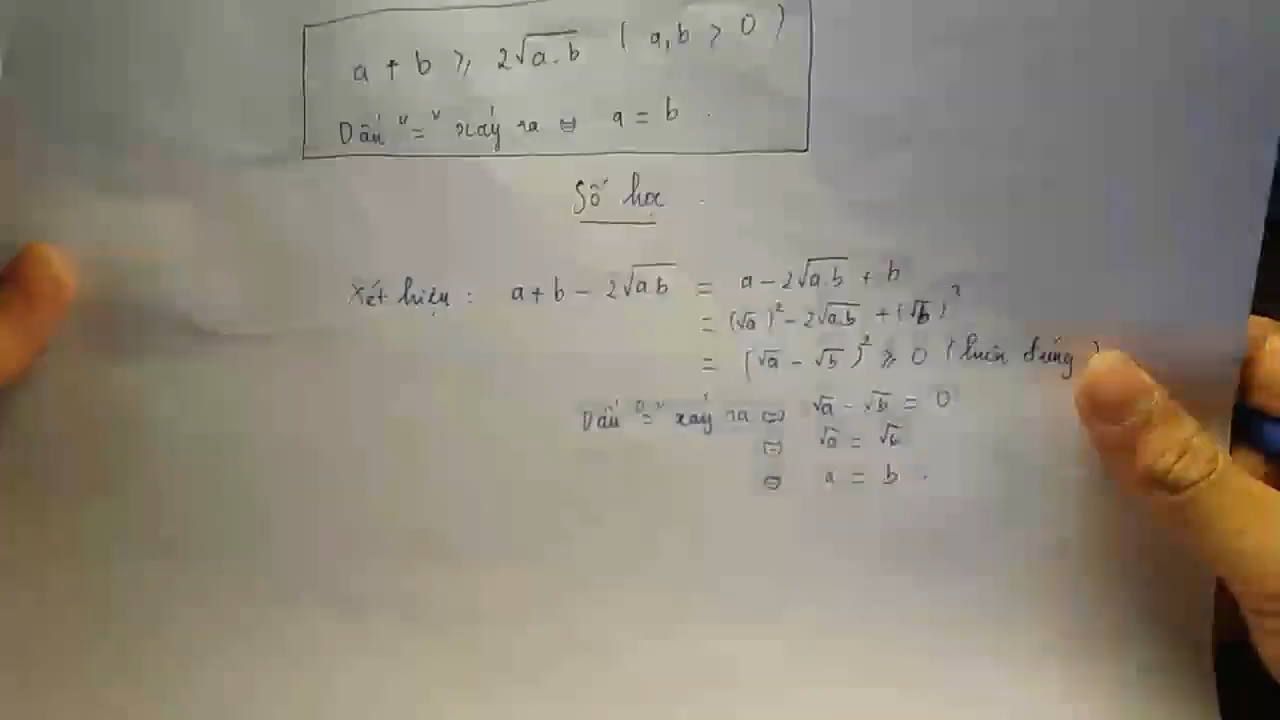 a + b ⩾ 2√a.b ( a, b > 0 )
Dấu "=" xảy ra ⇔ a = b .
Số học
Xét hiệu : a + b − 2√ab = a − 2√a.b + b
= (√a)² − 2√a.b + (√b)²
= (√a − √b)² ⩾ 0 ( luôn đúng )
Dấu "=" xảy ra ⇔ √a − √b = 0
⇔ √a = √b
⇔ a = b .